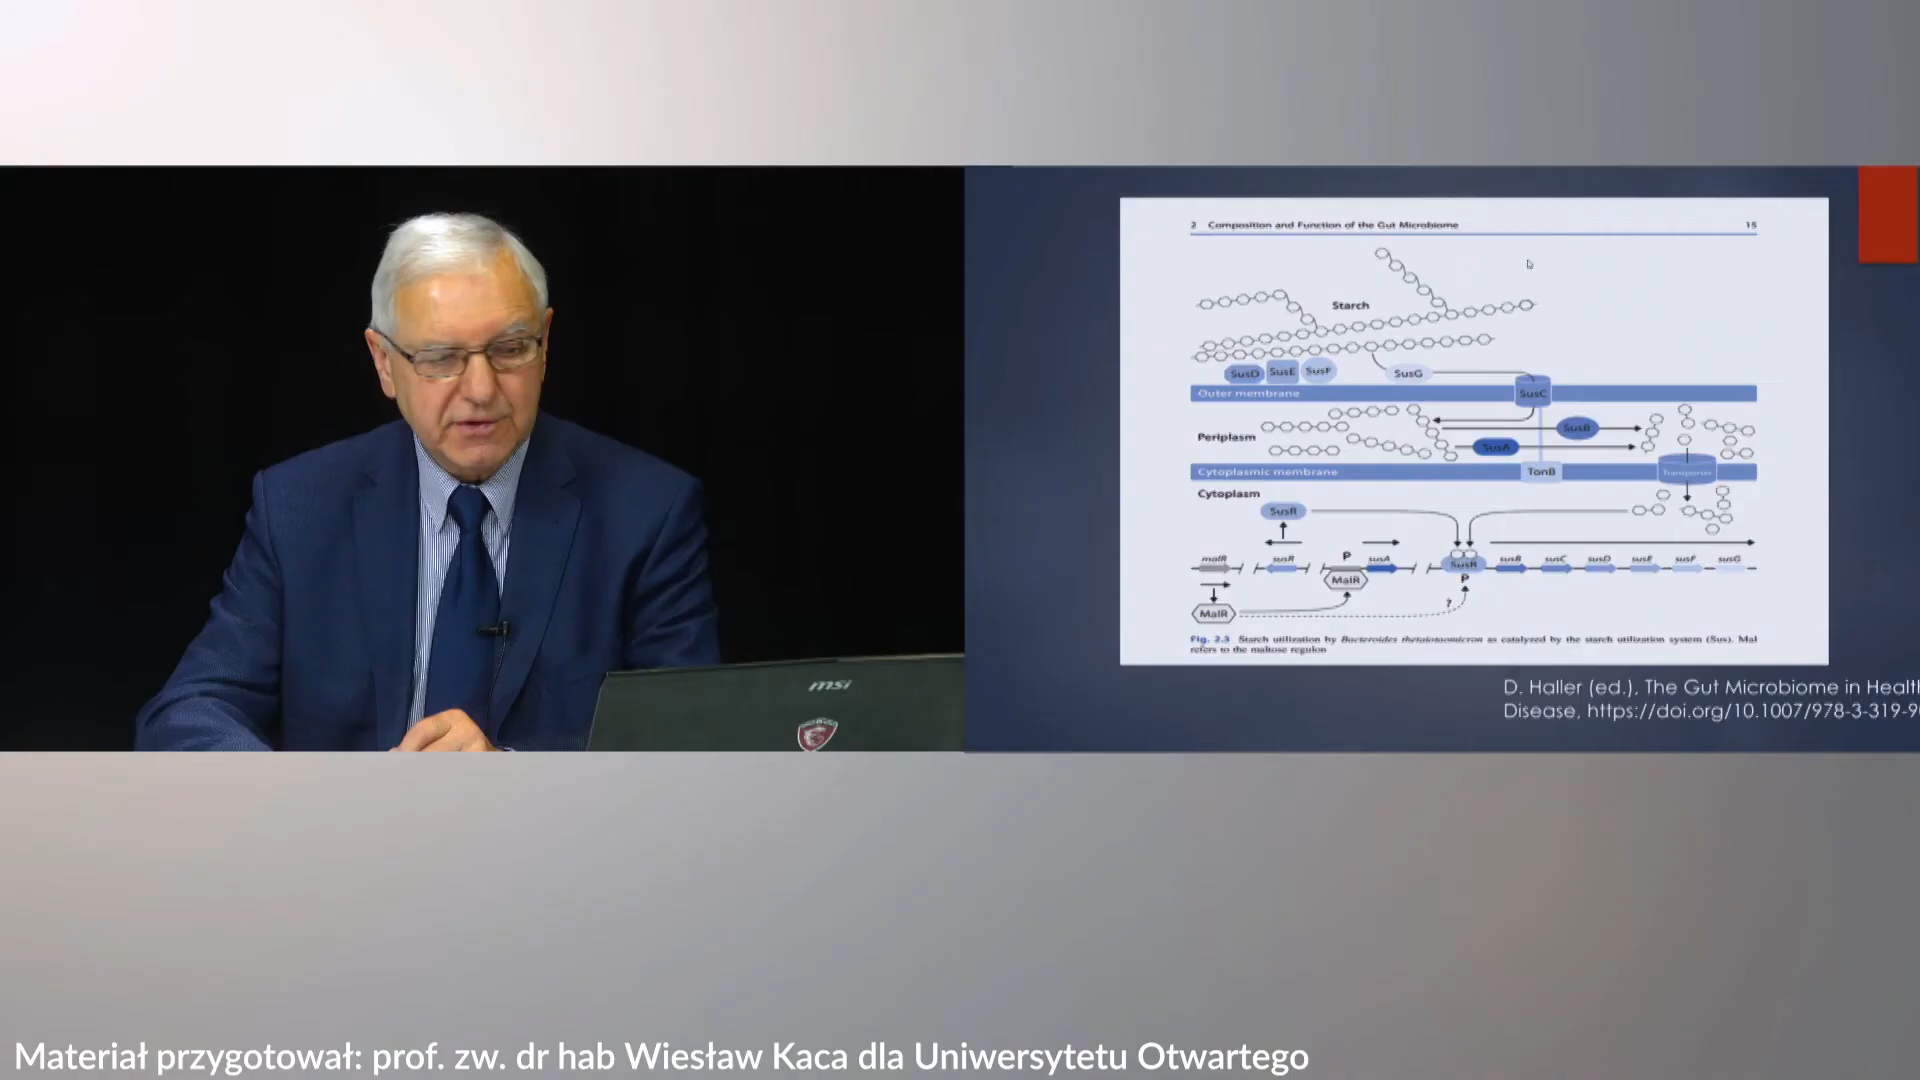 2 Composition and Function of the Gut Microbiome 15
Starch
SusD SusE SusF SusG
Outer membrane SusC
Periplasm SusB
SusA
Cytoplasmic membrane TonB Transporter
Cytoplasm
SusR
malR susR P susA SusR susB susC susD susE susF susG
MalR P
MalR ?
Fig. 2.3 Starch utilization by Bacteroides thetaiotaomicron as catalyzed by the starch utilization system (Sus). Mal
refers to the maltose regulon
D. Haller (ed.), The Gut Microbiome in Health
Disease, https://doi.org/10.1007/978-3-319-9
msi
Materiał przygotował: prof. zw. dr hab Wiesław Kaca dla Uniwersytetu Otwartego